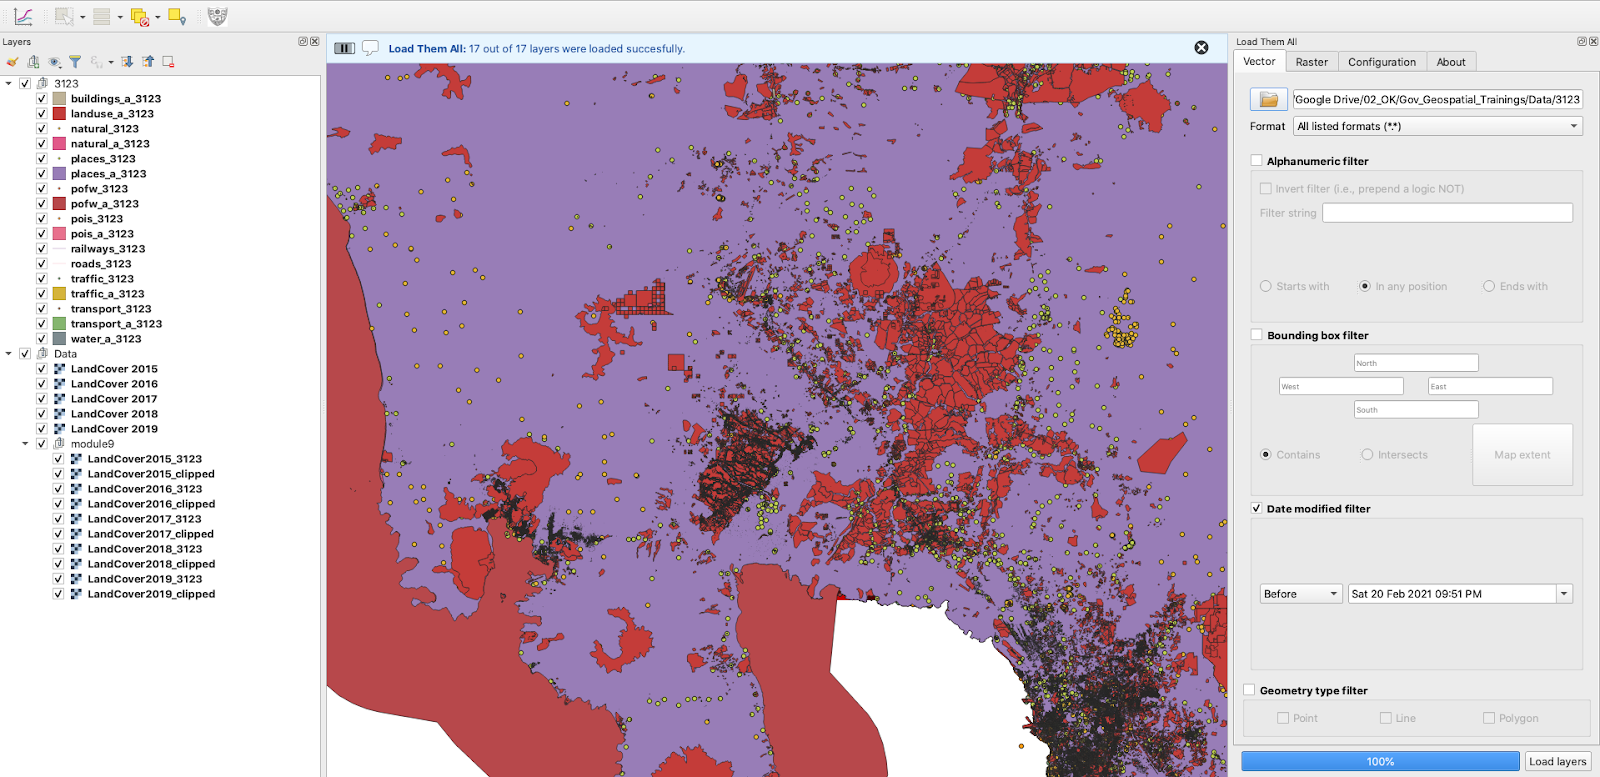 Layers
3123
buildings_a_3123
landuse_a_3123
natural_3123
natural_a_3123
places_3123
places_a_3123
pofw_3123
pofw_a_3123
pois_3123
pois_a_3123
railways_3123
roads_3123
traffic_3123
traffic_a_3123
transport_3123
transport_a_3123
water_a_3123
Data
LandCover 2015
LandCover 2016
LandCover 2017
LandCover 2018
LandCover 2019
module9
LandCover2015_3123
LandCover2015_clipped
LandCover2016_3123
LandCover2016_clipped
LandCover2017_3123
LandCover2017_clipped
LandCover2018_3123
LandCover2018_clipped
LandCover2019_3123
LandCover2019_clipped
Load Them All: 17 out of 17 layers were loaded succesfully.
Load Them All
Vector Raster Configuration About
'Google Drive/02_OK/Gov_Geospatial_Trainings/Data/3123
Format All listed formats (*.*)
Alphanumeric filter
Invert filter (i.e., prepend a logic NOT)
Filter string
Starts with In any position Ends with
Bounding box filter
North
West East
South
Contains Intersects Map extent
Date modified filter
Before Sat 20 Feb 2021 09:51 PM
Geometry type filter
Point Line Polygon
100% Load layers